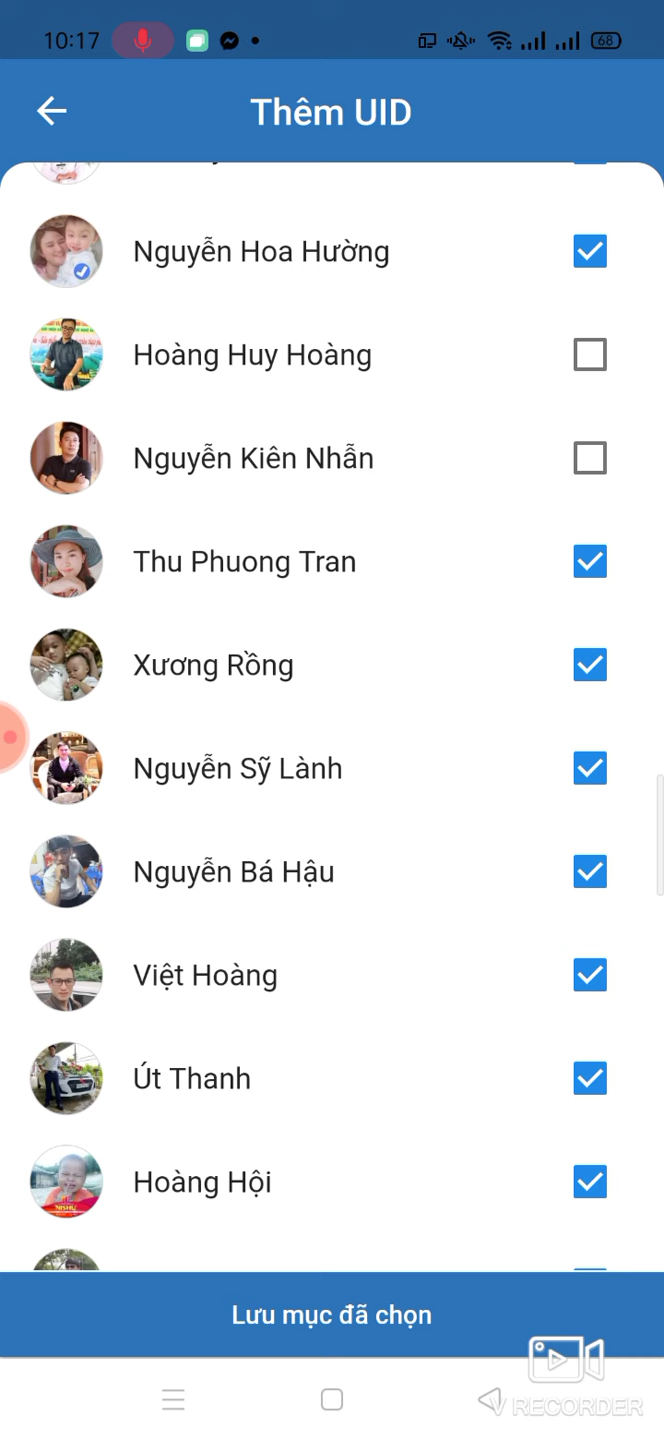 10:17
68
Thêm UID
Nguyễn Hoa Hường
Hoàng Huy Hoàng
Nguyễn Kiên Nhẫn
Thu Phuong Tran
Xương Rồng
Nguyễn Sỹ Lành
Nguyễn Bá Hậu
Việt Hoàng
Út Thanh
Hoàng Hội
Lưu mục đã chọn
V RECORDER